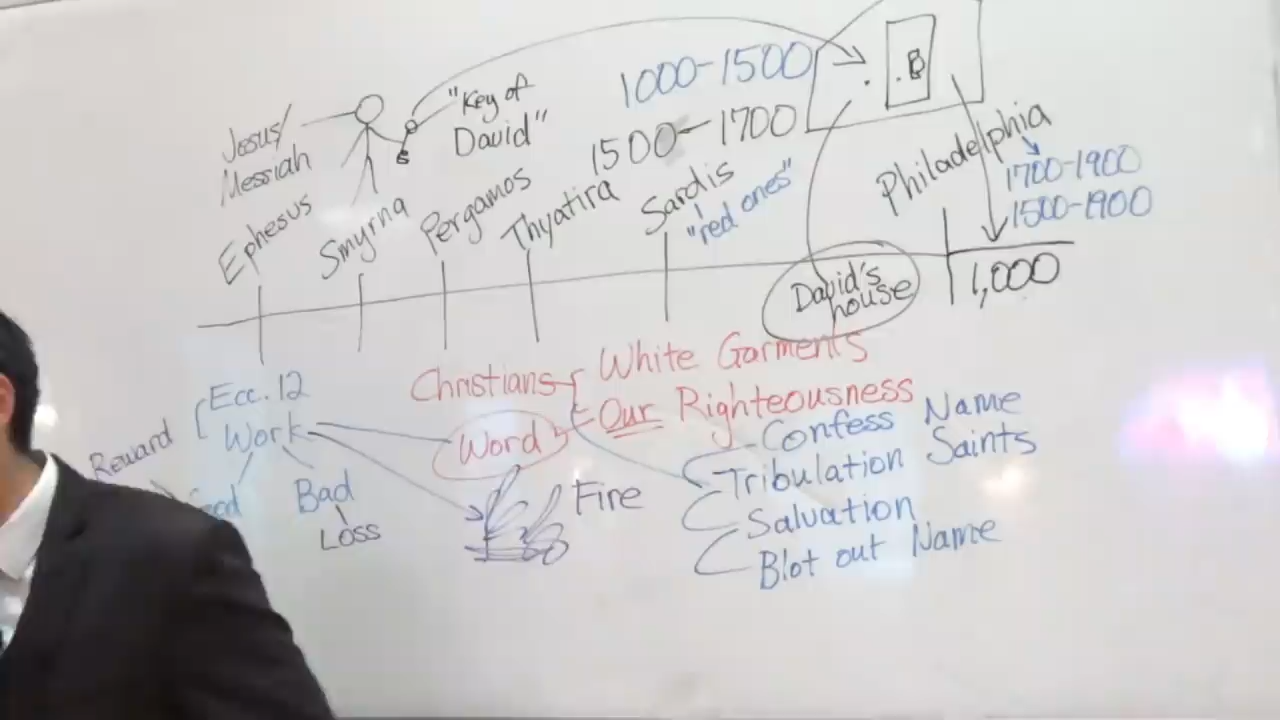 Jesus/
Messiah
"Key of
David"
1000-1500
1500-1700
B
Ephesus
Smyrna
Pergamos
Thyatira
Sardis
"red ones"
Philadelphia
1700-1900
1500-1900
David's
house
1,000
Ecc. 12
Work
Reward
Bad
Loss
Christians
White Garments
Our Righteousness
Word
Fire
Confess Name
Tribulation Saints
Salvation
Blot out Name